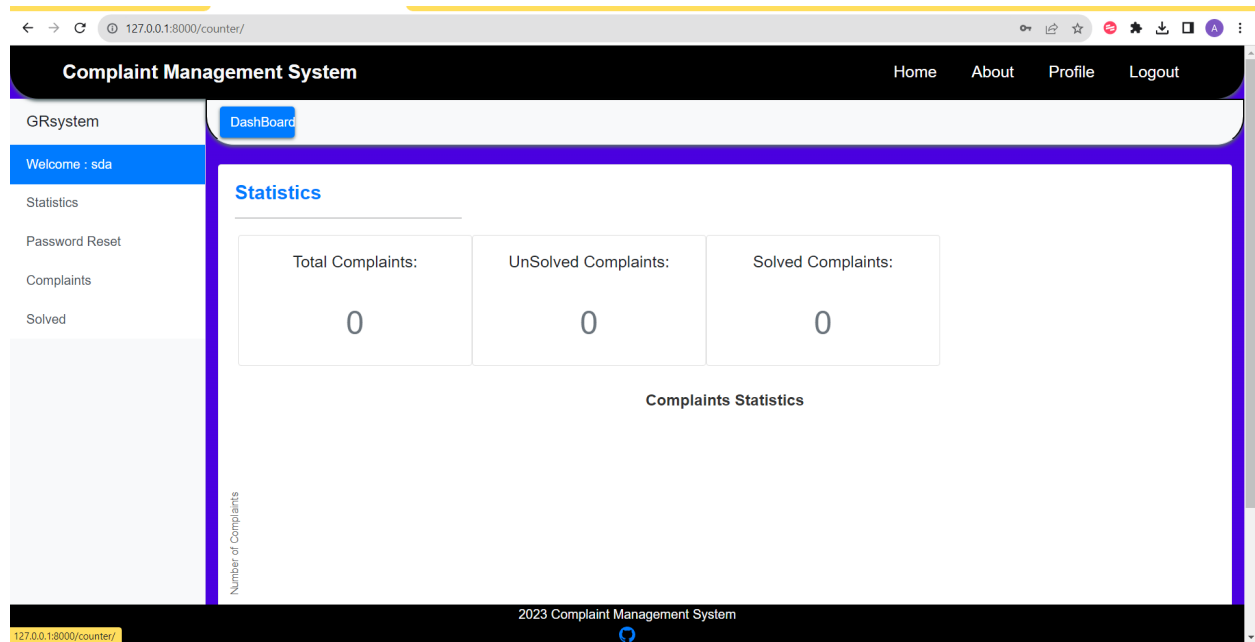 127.0.0.1:8000/counter/
A
Complaint Management System
Home About Profile Logout
GRsystem
DashBoard
Welcome : sda
Statistics
Password Reset
Complaints
Solved
Statistics
Total Complaints: UnSolved Complaints: Solved Complaints:
0 0 0
Complaints Statistics
Number of Complaints
2023 Complaint Management System
127.0.0.1:8000/counter/